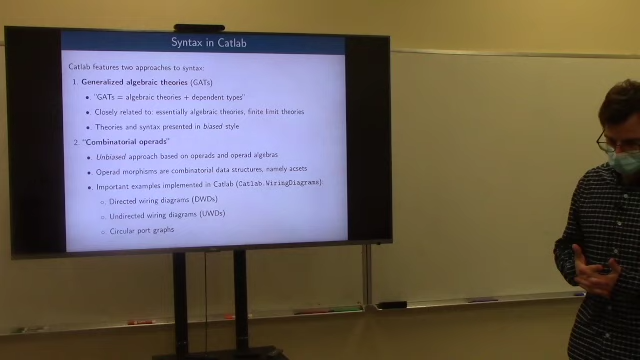 Syntax in Catlab
Catlab features two approaches to syntax:
1. Generalized algebraic theories (GATs)
• "GATs = algebraic theories + dependent types"
• Closely related to: essentially algebraic theories, finite limit theories
• Theories and syntax presented in biased style
2. "Combinatorial operads"
• Unbiased approach based on operads and operad algebras
• Operad morphisms are combinatorial data structures, namely acsets
• Important examples implemented in Catlab (Catlab.WiringDiagrams):
○ Directed wiring diagrams (DWDs)
○ Undirected wiring diagrams (UWDs)
○ Circular port graphs